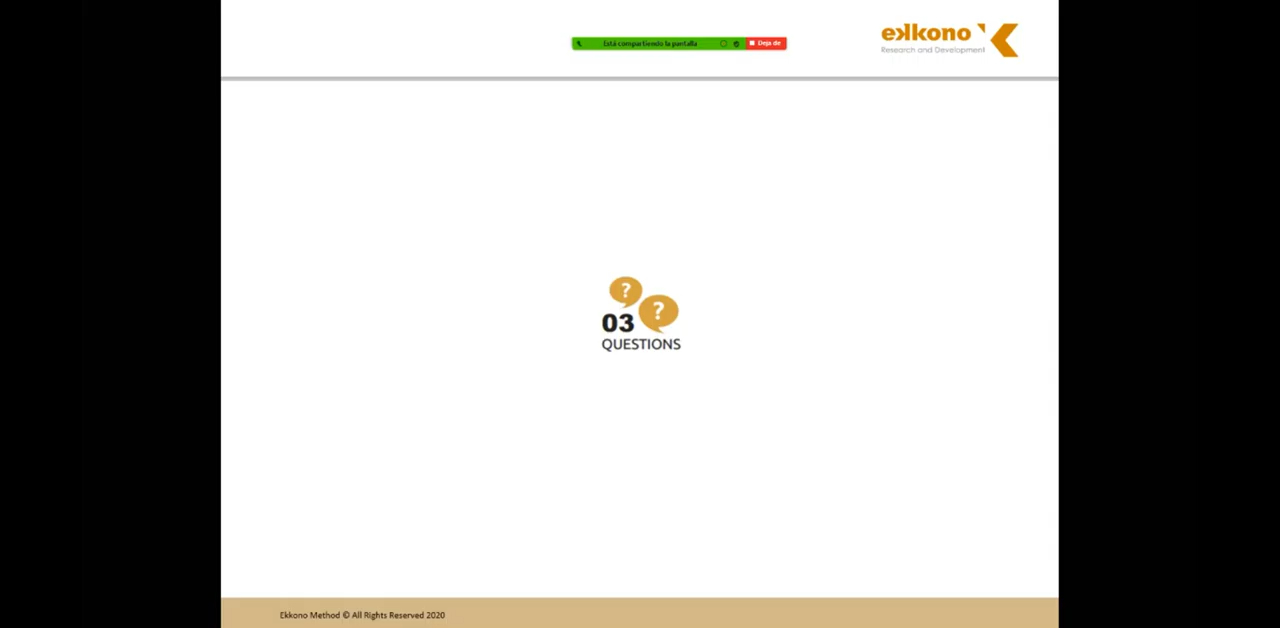 Está compartiendo la pantalla
Deja de
ekkono
Research and Development
?
?
03
QUESTIONS
Ekkono Method © All Rights Reserved 2020